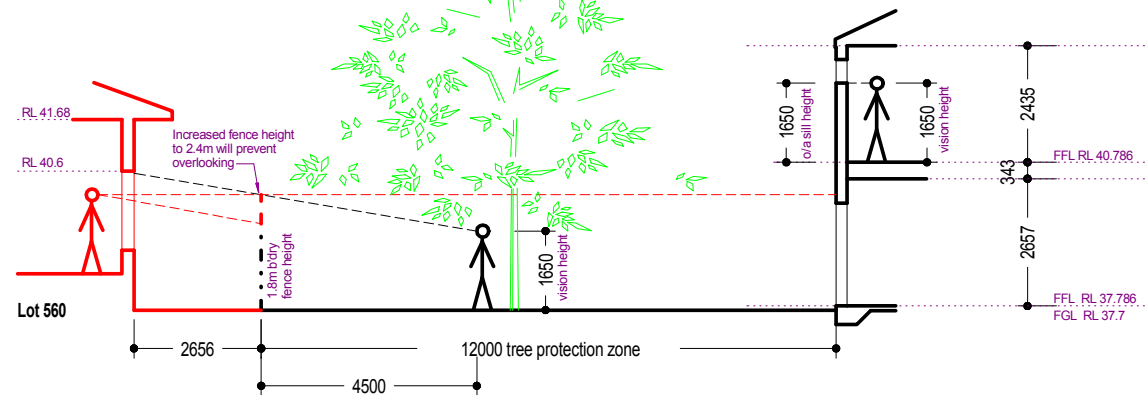 RL 41.68
RL 40.6
Increased fence height
to 2.4m will prevent
overlooking
1.8m b'dry
fence height
Lot 560
2656
12000 tree protection zone
4500
1650
vision height
1650
o/a sill height
1650
vision height
2435
343
2657
FFL RL 40.786
FFL RL 37.786
FGL RL 37.7